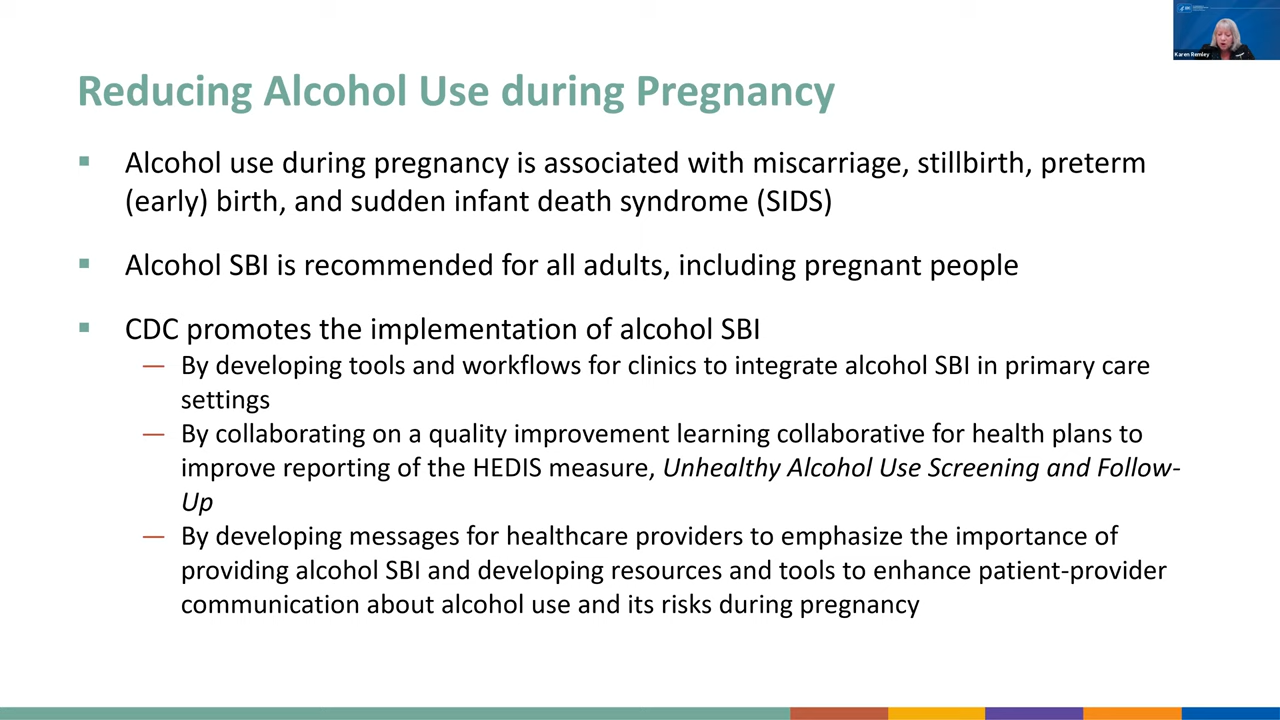 Karen Remley
Reducing Alcohol Use during Pregnancy
Alcohol use during pregnancy is associated with miscarriage, stillbirth, preterm
(early) birth, and sudden infant death syndrome (SIDS)
Alcohol SBI is recommended for all adults, including pregnant people
CDC promotes the implementation of alcohol SBI
— By developing tools and workflows for clinics to integrate alcohol SBI in primary care
settings
— By collaborating on a quality improvement learning collaborative for health plans to
improve reporting of the HEDIS measure, Unhealthy Alcohol Use Screening and Follow-
Up
— By developing messages for healthcare providers to emphasize the importance of
providing alcohol SBI and developing resources and tools to enhance patient-provider
communication about alcohol use and its risks during pregnancy